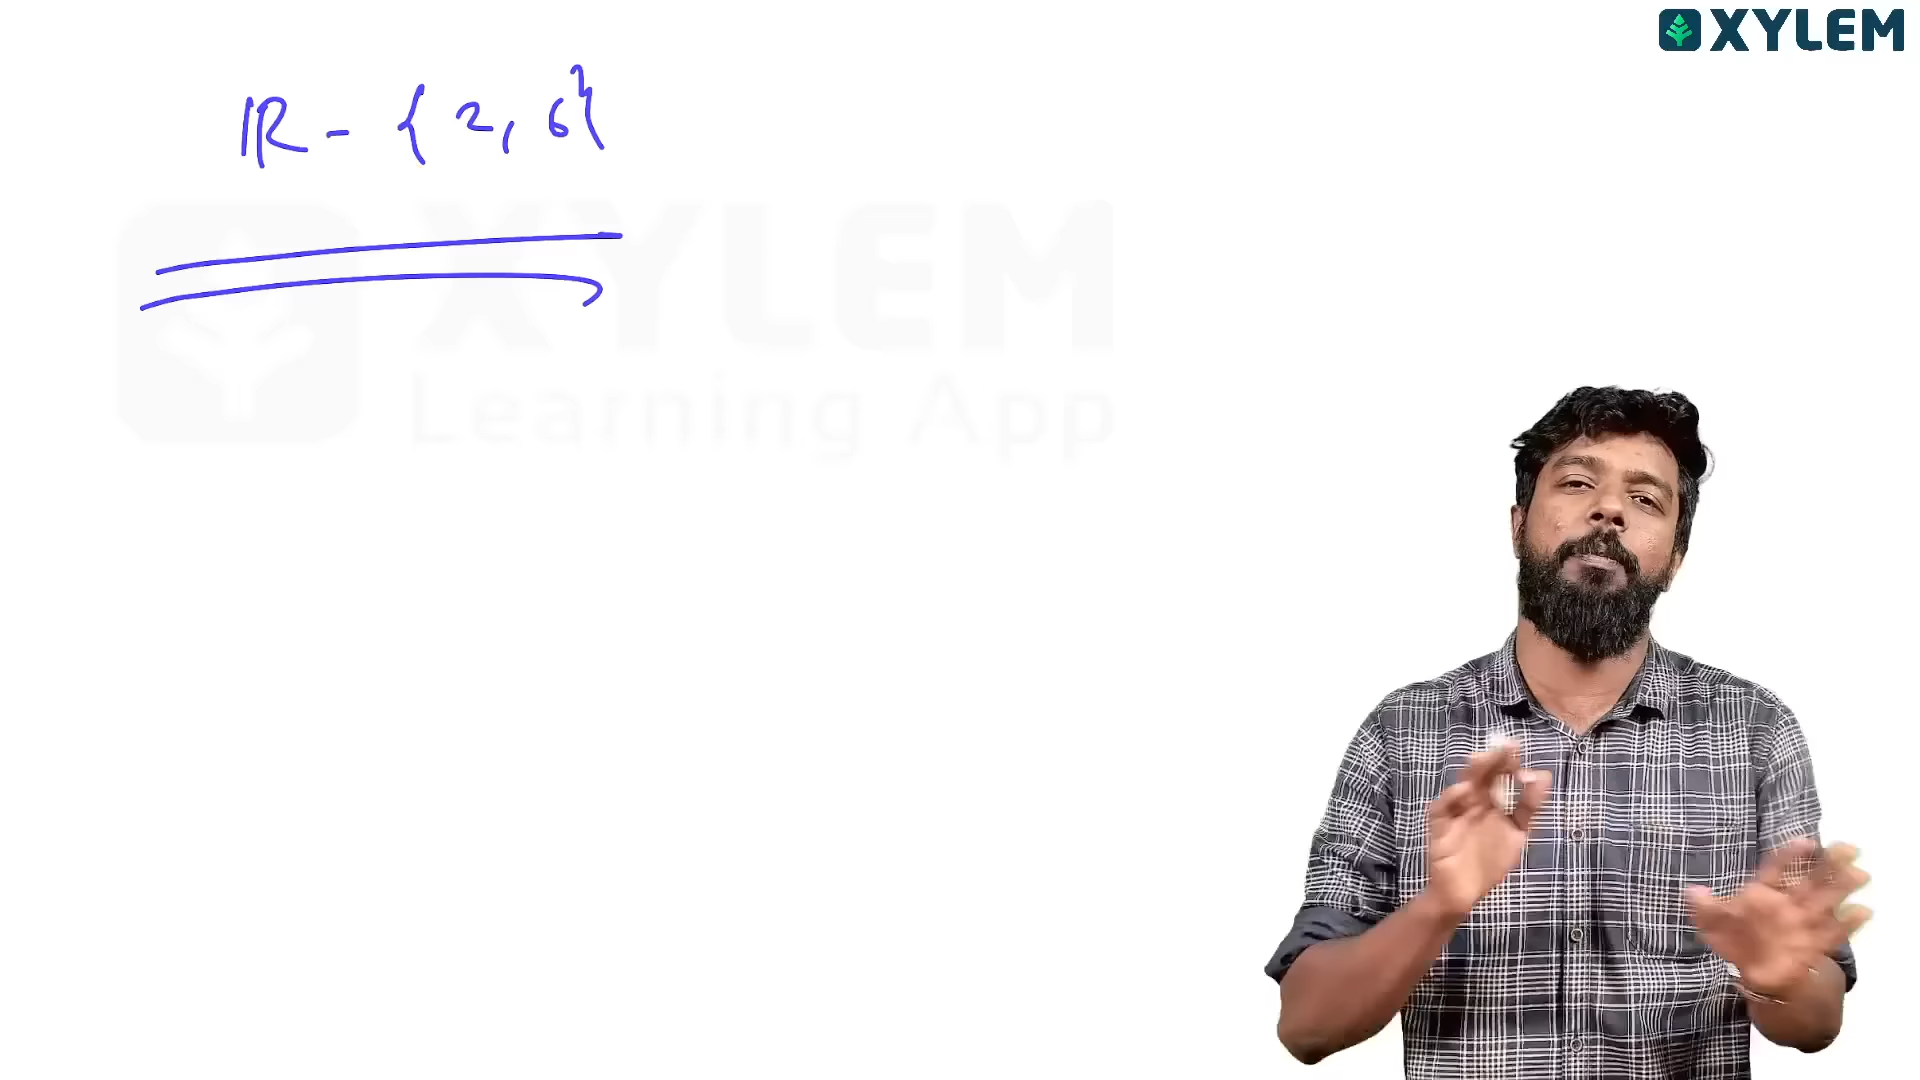 XYLEM
ℝ - {2, 6}
XYLEM
Learning App